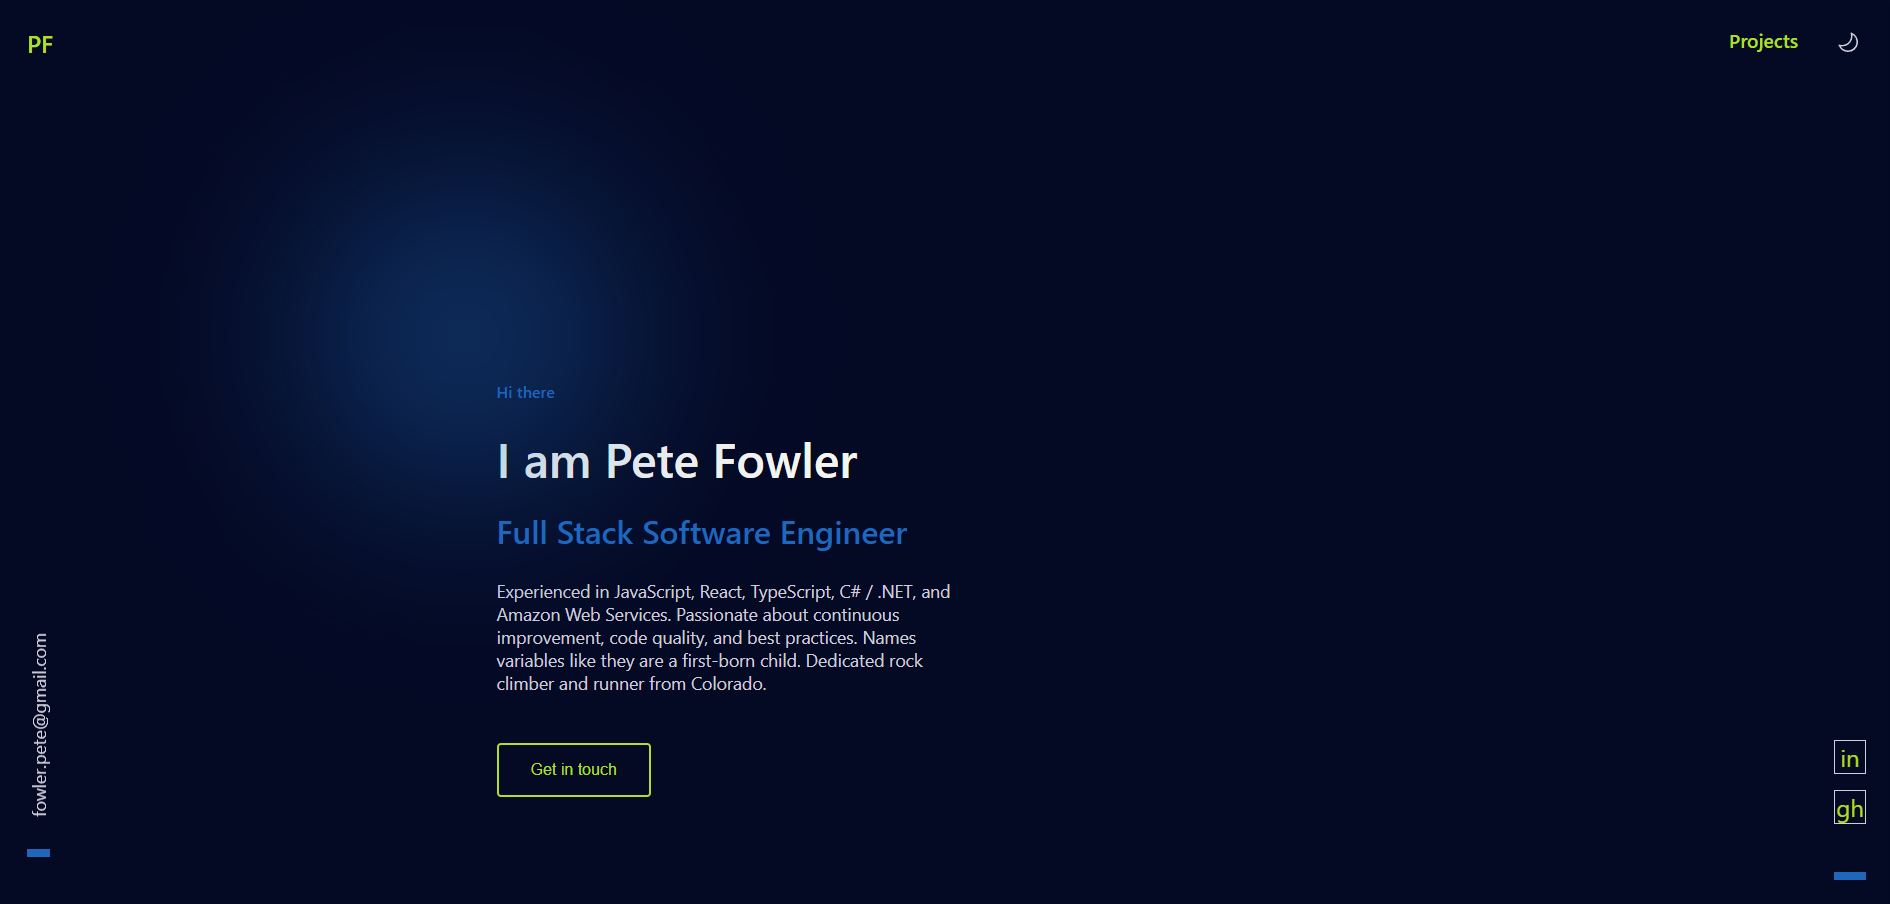 PF
Projects
Hi there
I am Pete Fowler
Full Stack Software Engineer
Experienced in JavaScript, React, TypeScript, C# / .NET, and
Amazon Web Services. Passionate about continuous
improvement, code quality, and best practices. Names
variables like they are a first-born child. Dedicated rock
climber and runner from Colorado.
Get in touch
fowler.pete@gmail.com
in
gh